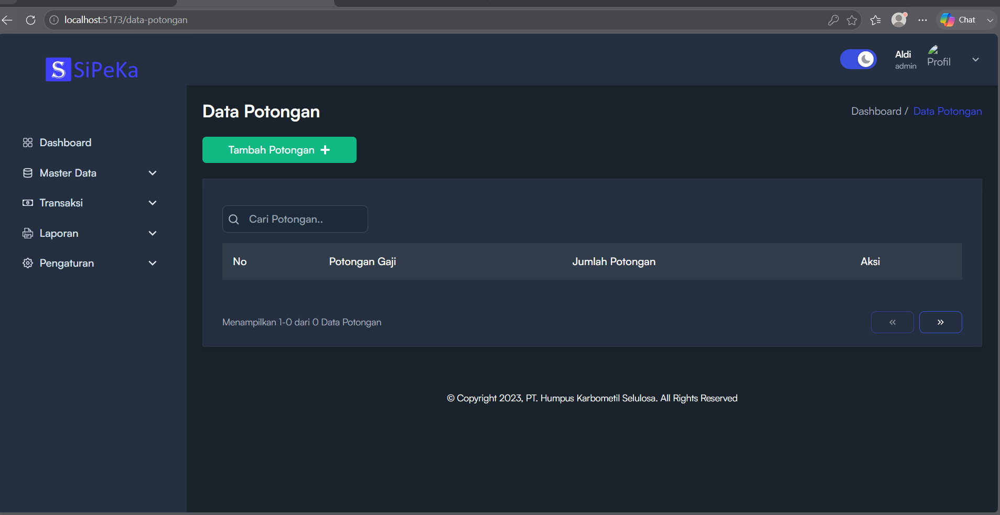 localhost:5173/data-potongan
Chat
S SiPeKa
Aldi
admin
Profil
Dashboard
Master Data
Transaksi
Laporan
Pengaturan
Data Potongan
Dashboard / Data Potongan
Tambah Potongan +
Cari Potongan..
No Potongan Gaji Jumlah Potongan Aksi
Menampilkan 1-0 dari 0 Data Potongan
« »
© Copyright 2023, PT. Humpus Karbometil Selulosa. All Rights Reserved